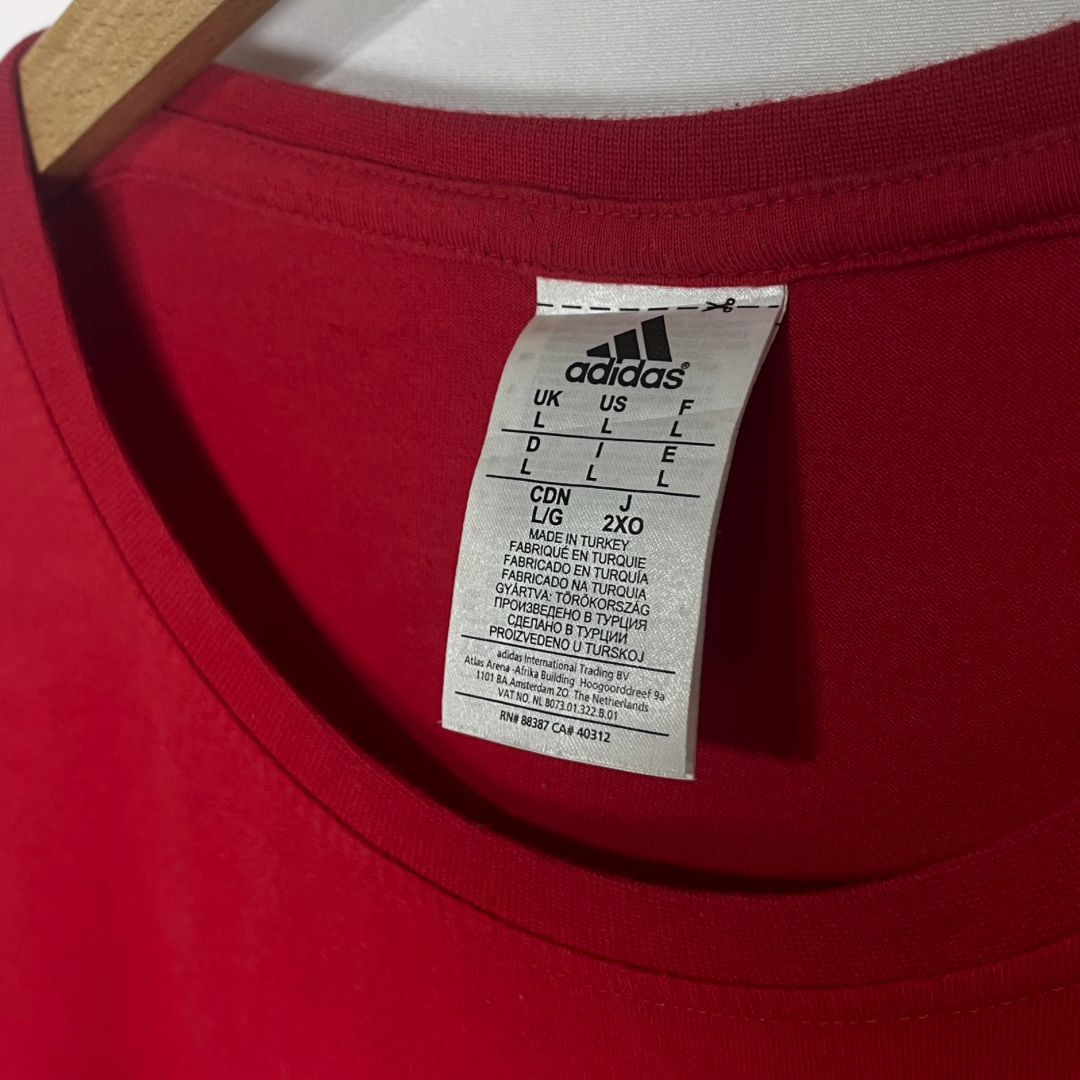 adidas®
UK US F
L L L
D I E
L L L
CDN J
L/G 2XO
MADE IN TURKEY
FABRIQUÉ EN TURQUIE
FABRICADO EN TURQUÍA
FABRICADO NA TURQUIA
GYÁRTVA: TÖRÖKORSZÁG
ПРОИЗВЕДЕНО В ТУРЦИЯ
СДЕЛАНО В ТУРЦИИ
PROIZVEDENO U TURSKOJ
adidas International Trading BV
Atlas Arena -Afrika Building Hoogoorddreef 9a
1101 BA Amsterdam ZO The Netherlands
VAT NO. NL 8073.01.322.B.01
RN# 88387 CA# 40312